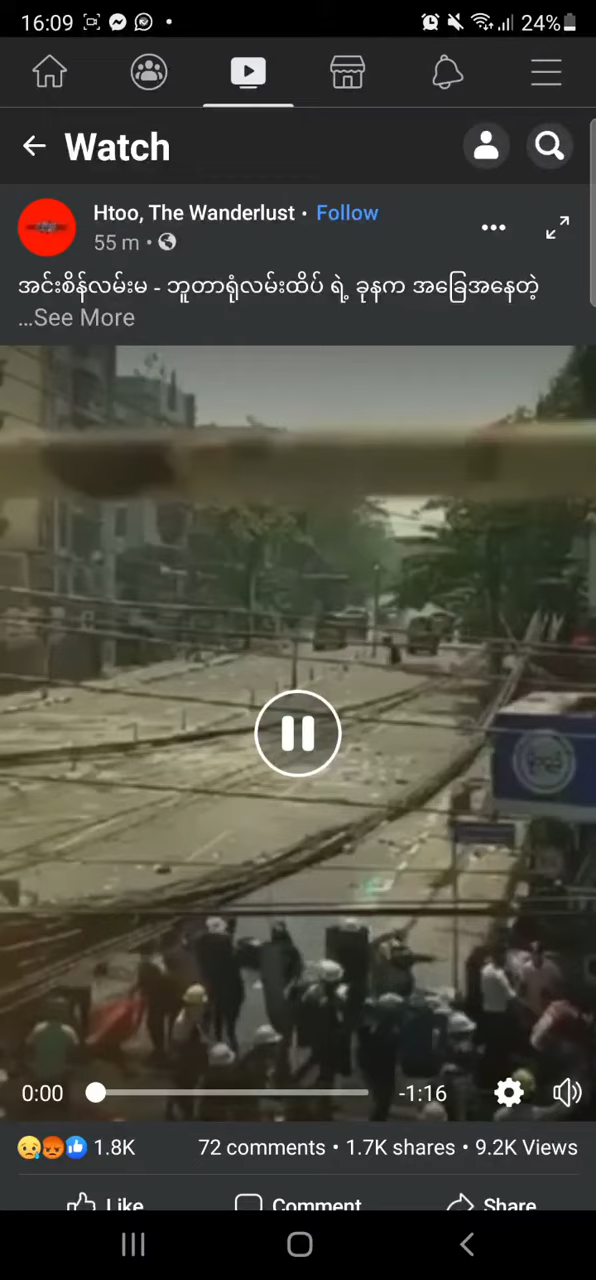 16:09
24%
Watch
Htoo, The Wanderlust • Follow
55 m
အင်းစိန်လမ်းမ - ဘူတာရုံလမ်းထိပ် ရဲ့ ခုနက အခြေအနေတဲ့
...See More
0:00
-1:16
1.8K
72 comments • 1.7K shares • 9.2K Views
Like
Comment
Share